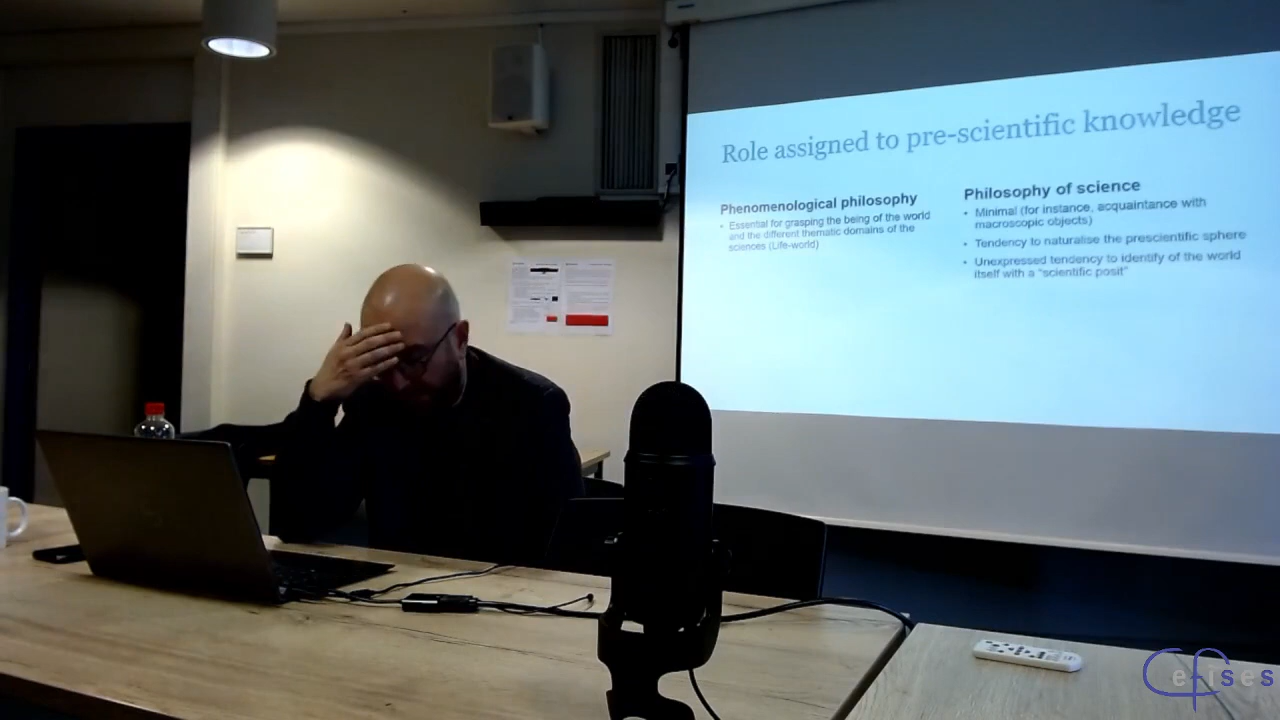 Role assigned to pre-scientific knowledge
Phenomenological philosophy
• Essential for grasping the being of the world
and the different thematic domains of the
sciences (Life-world)
Philosophy of science
• Minimal (for instance, acquaintance with
macroscopic objects)
• Tendency to naturalise the prescientific sphere
• Unexpressed tendency to identify of the world
itself with a “scientific posit”
Cefises